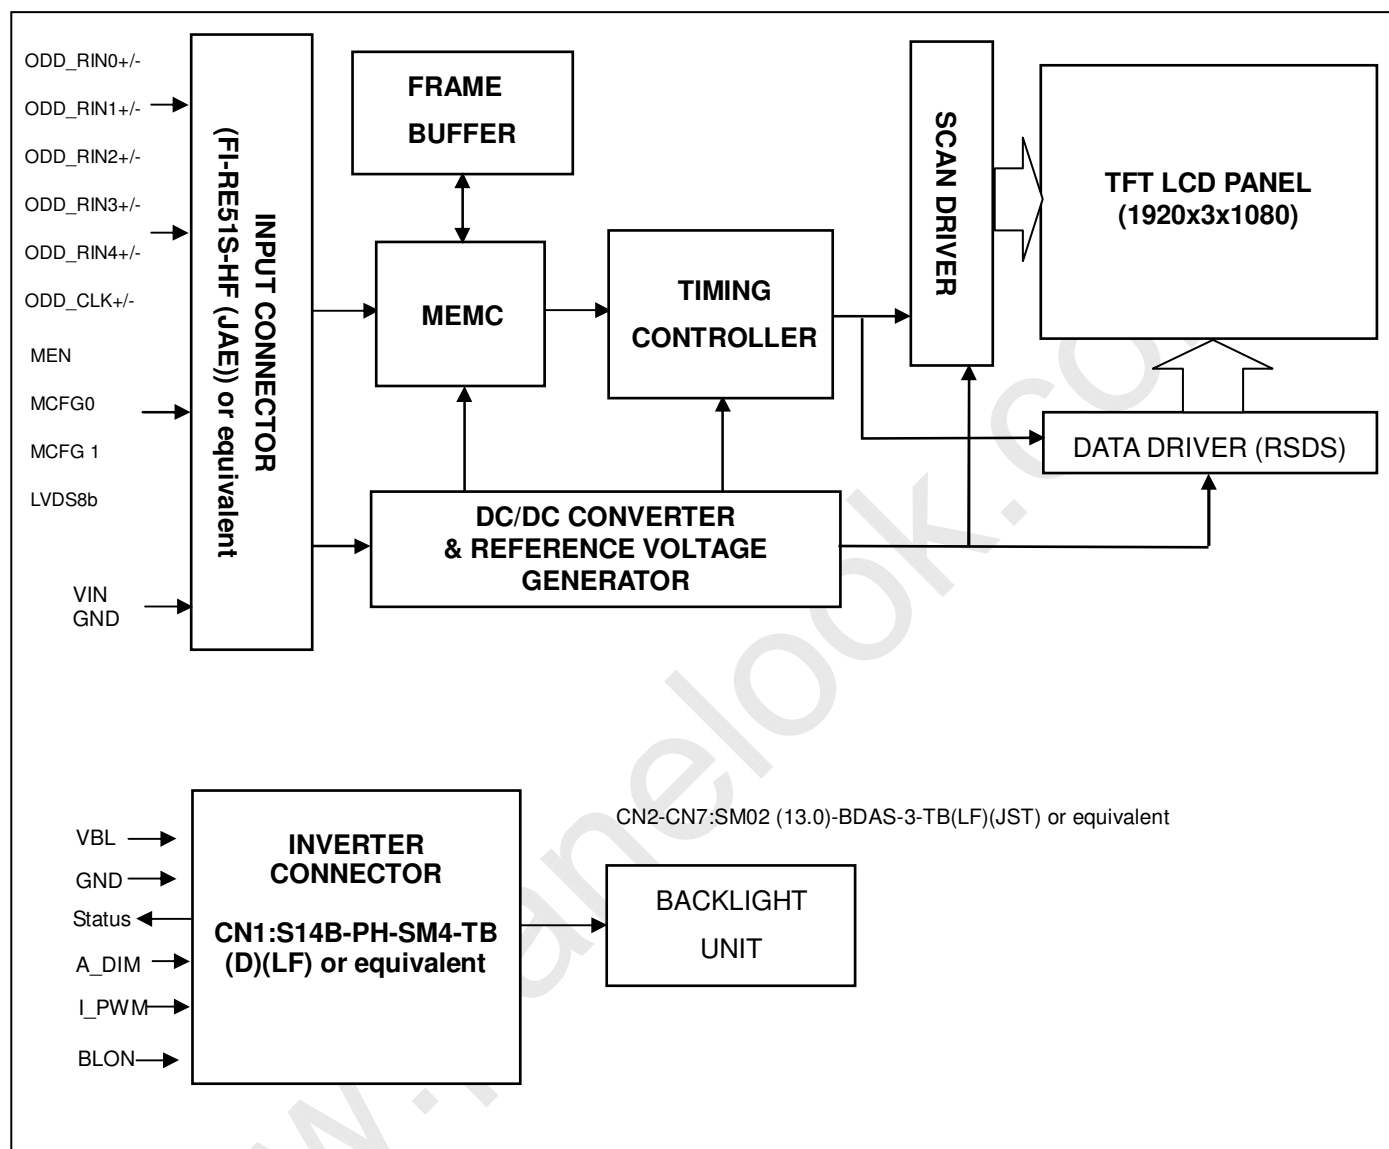 ODD_RIN0+/-
ODD_RIN1+/-
ODD_RIN2+/-
ODD_RIN3+/-
ODD_RIN4+/-
ODD_CLK+/-
MEN
MCFG0
MCFG 1
LVDS8b
VIN
GND
INPUT CONNECTOR
(FI-RE51S-HF (JAE)) or equivalent
FRAME
BUFFER
MEMC
TIMING
CONTROLLER
SCAN DRIVER
TFT LCD PANEL
(1920x3x1080)
DATA DRIVER (RSDS)
DC/DC CONVERTER
& REFERENCE VOLTAGE
GENERATOR
VBL
GND
Status
A_DIM
I_PWM
BLON
INVERTER
CONNECTOR
CN1:S14B-PH-SM4-TB
(D)(LF) or equivalent
CN2-CN7:SM02 (13.0)-BDAS-3-TB(LF)(JST) or equivalent
BACKLIGHT
UNIT